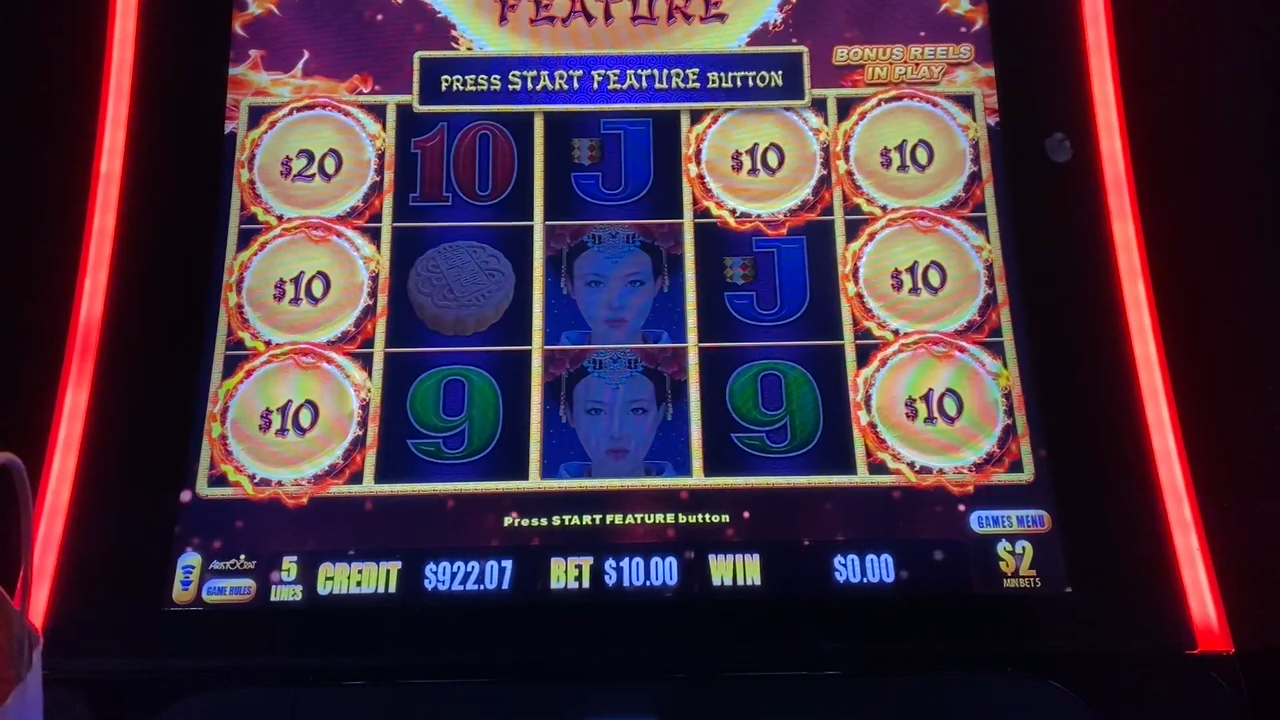 FEATURE
PRESS START FEATURE BUTTON
BONUS REELS
IN PLAY
$20 10 J $10 $10
$10 J $10
$10 9 9 $10
Press START FEATURE button
GAMES MENU
ARISTOCRAT
GAME RULES
5
LINES
CREDIT $922.07 BET $10.00 WIN $0.00
$2
MIN BET 5